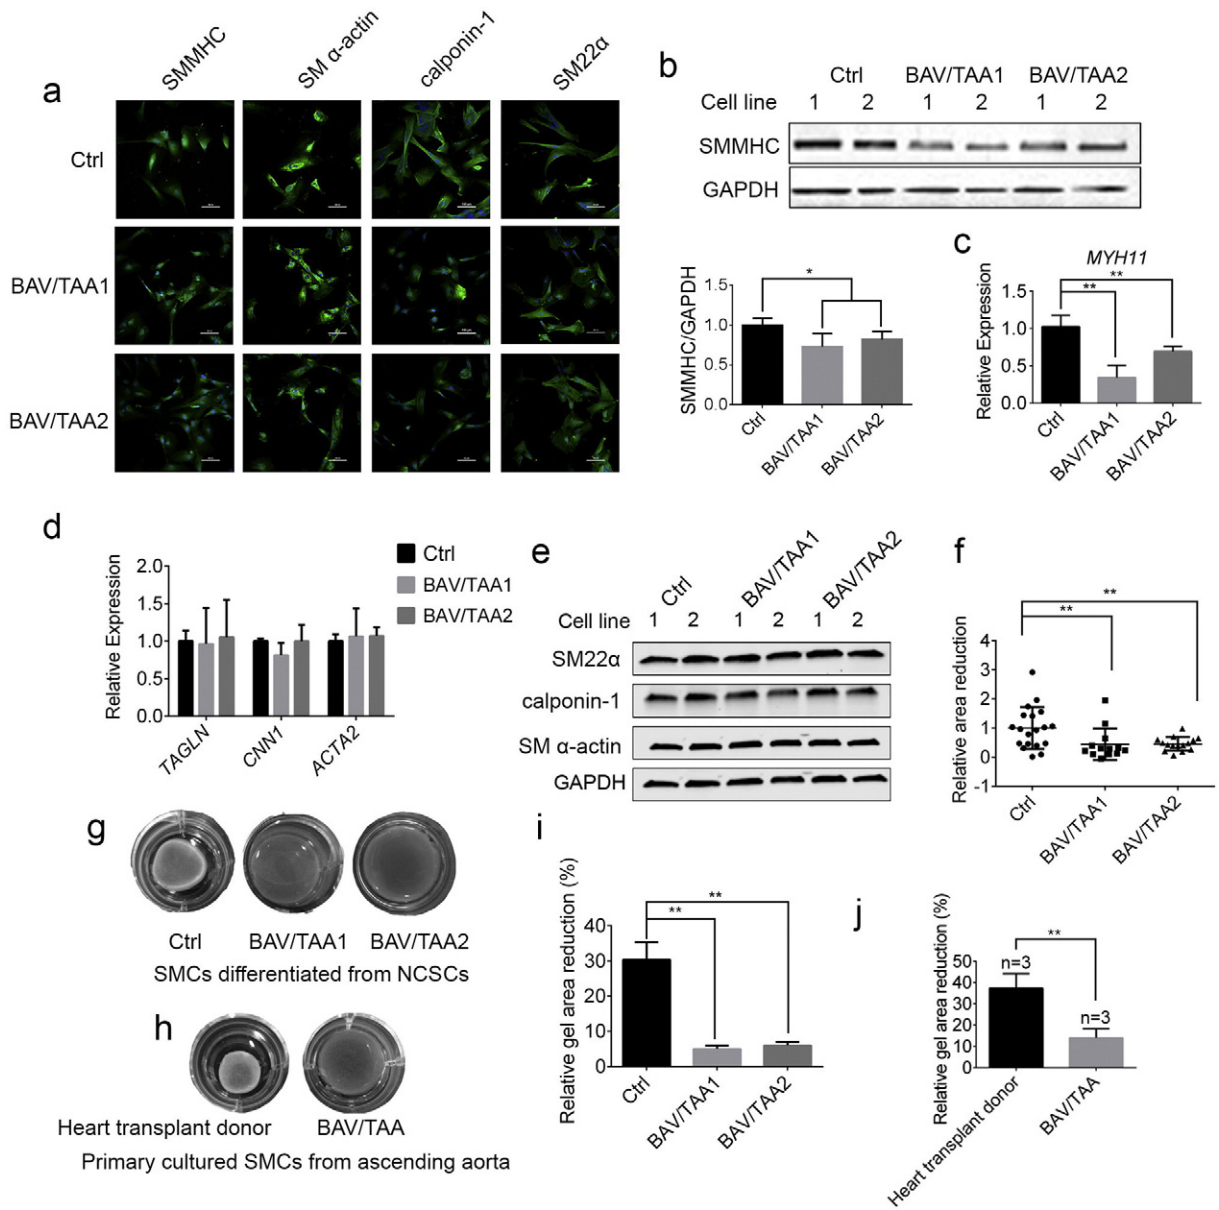 a
SMMHC
SM α-actin
calponin-1
SM22α
Ctrl
BAV/TAA1
BAV/TAA2
b
Ctrl BAV/TAA1 BAV/TAA2
Cell line 1 2 1 2 1 2
SMMHC
GAPDH
SMMHC/GAPDH
1.5
1.0
0.5
0.0
*
Ctrl
BAV/TAA1
BAV/TAA2
c
MYH11
**
**
Relative Expression
1.5
1.0
0.5
0.0
Ctrl
BAV/TAA1
BAV/TAA2
d
Relative Expression
2.0
1.5
1.0
0.5
0.0
TAGLN
CNN1
ACTA2
Ctrl
BAV/TAA1
BAV/TAA2
e
Ctrl
BAV/TAA1
BAV/TAA2
Cell line 1 2 1 2 1 2
SM22α
calponin-1
SM α-actin
GAPDH
f
**
**
Relative area reduction
4
3
2
1
0
-1
Ctrl
BAV/TAA1
BAV/TAA2
g
Ctrl BAV/TAA1 BAV/TAA2
SMCs differentiated from NCSCs
h
Heart transplant donor BAV/TAA
Primary cultured SMCs from ascending aorta
i
Relative gel area reduction (%)
40
30
20
10
0
**
**
Ctrl
BAV/TAA1
BAV/TAA2
j
Relative gel area reduction (%)
50
40
30
20
10
0
**
n=3
n=3
Heart transplant donor
BAV/TAA